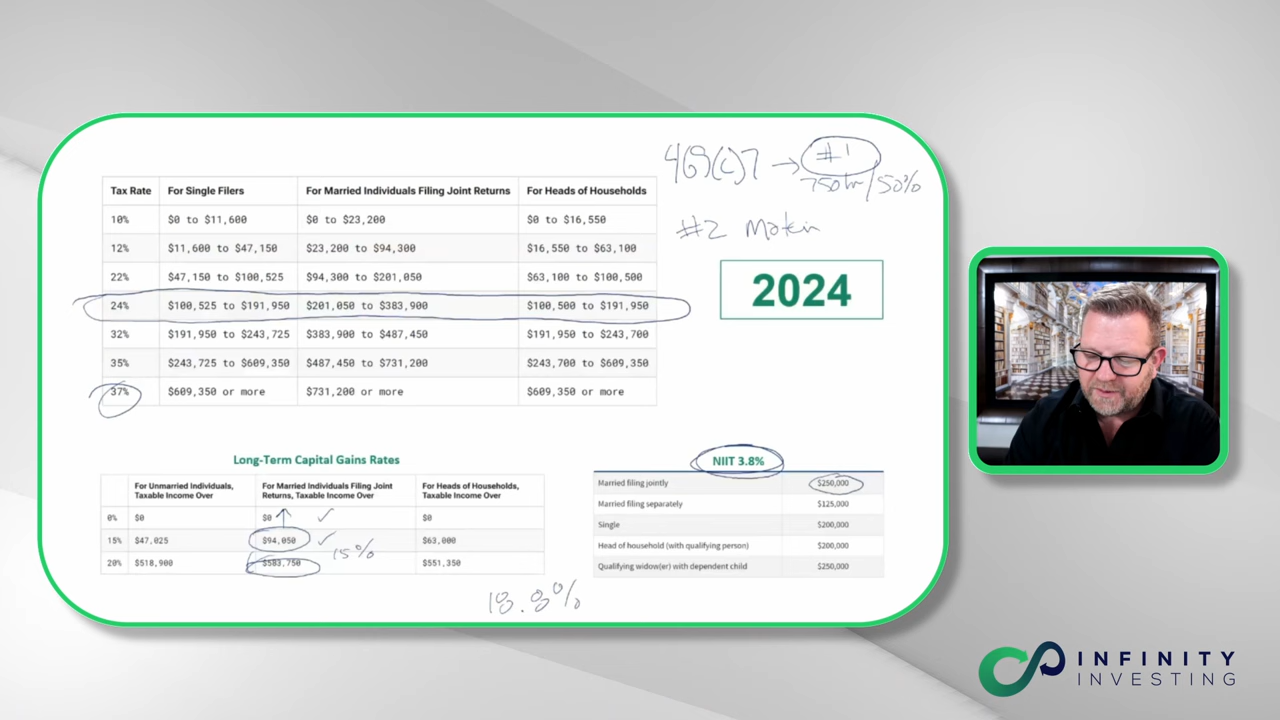 469(c)7 → #1
750hr/50%
#2 Materi
2024
Tax Rate For Single Filers For Married Individuals Filing Joint Returns For Heads of Households
10% $0 to $11,600 $0 to $23,200 $0 to $16,550
12% $11,600 to $47,150 $23,200 to $94,300 $16,550 to $63,100
22% $47,150 to $100,525 $94,300 to $201,050 $63,100 to $100,500
24% $100,525 to $191,950 $201,050 to $383,900 $100,500 to $191,950
32% $191,950 to $243,725 $383,900 to $487,450 $191,950 to $243,700
35% $243,725 to $609,350 $487,450 to $731,200 $243,700 to $609,350
37% $609,350 or more $731,200 or more $609,350 or more
Long-Term Capital Gains Rates
For Unmarried Individuals, For Married Individuals Filing Joint For Heads of Households,
Taxable Income Over Returns, Taxable Income Over Taxable Income Over
0% $0 $0 $0
15% $47,025 $94,050 $63,000
15%
20% $518,900 $583,750 $551,350
18.8%
NIIT 3.8%
Married filing jointly $250,000
Married filing separately $125,000
Single $200,000
Head of household (with qualifying person) $200,000
Qualifying widow(er) with dependent child $250,000
INFINITY
INVESTING